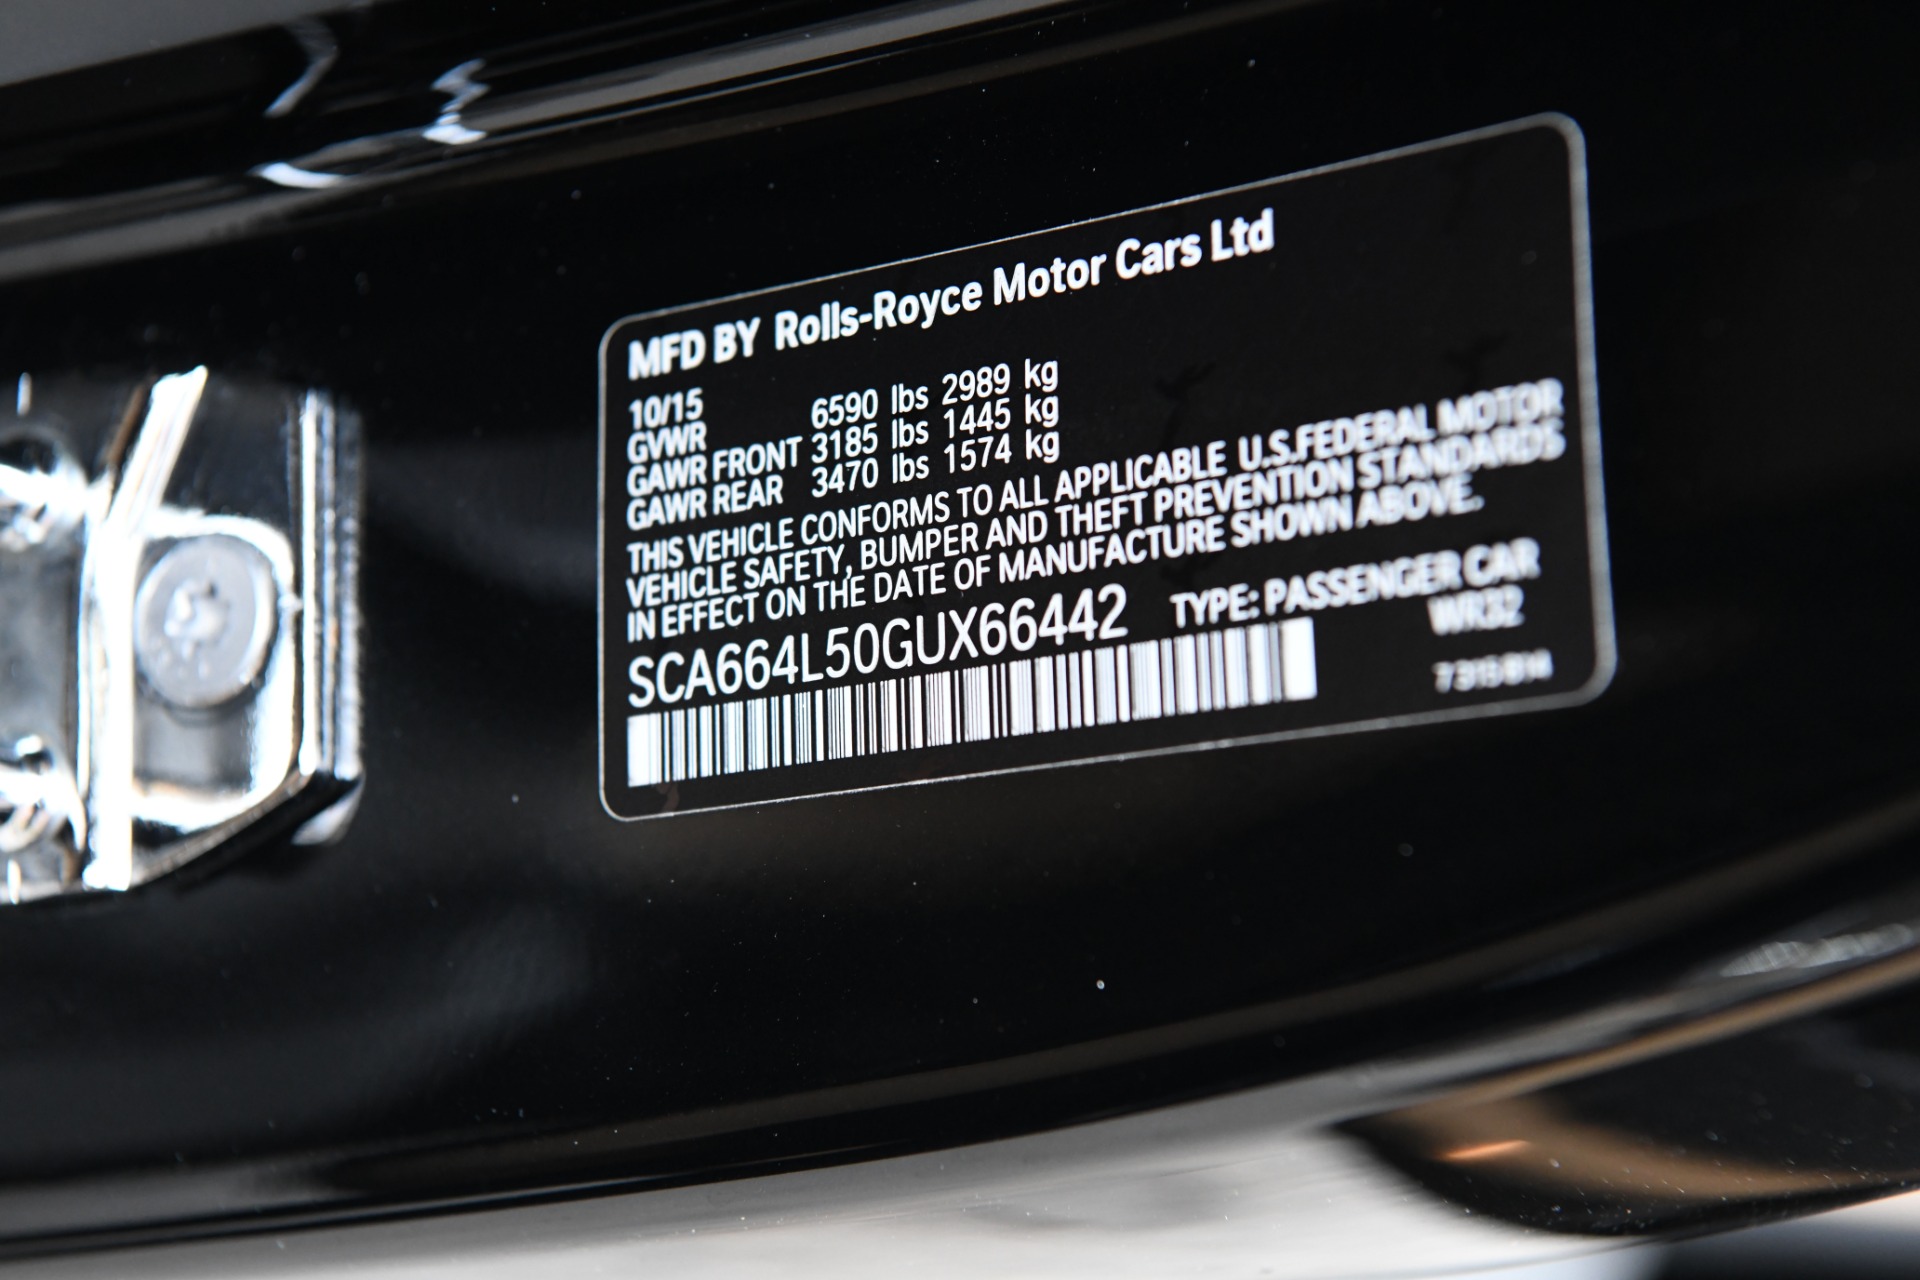 MFD BY Rolls-Royce Motor Cars Ltd
10/15
GVWR 6590 lbs 2989 kg
GAWR FRONT 3185 lbs 1445 kg
GAWR REAR 3470 lbs 1574 kg
THIS VEHICLE CONFORMS TO ALL APPLICABLE U.S.FEDERAL MOTOR
VEHICLE SAFETY, BUMPER AND THEFT PREVENTION STANDARDS
IN EFFECT ON THE DATE OF MANUFACTURE SHOWN ABOVE.
SCA664L50GUX66442 TYPE: PASSENGER CAR
WR32